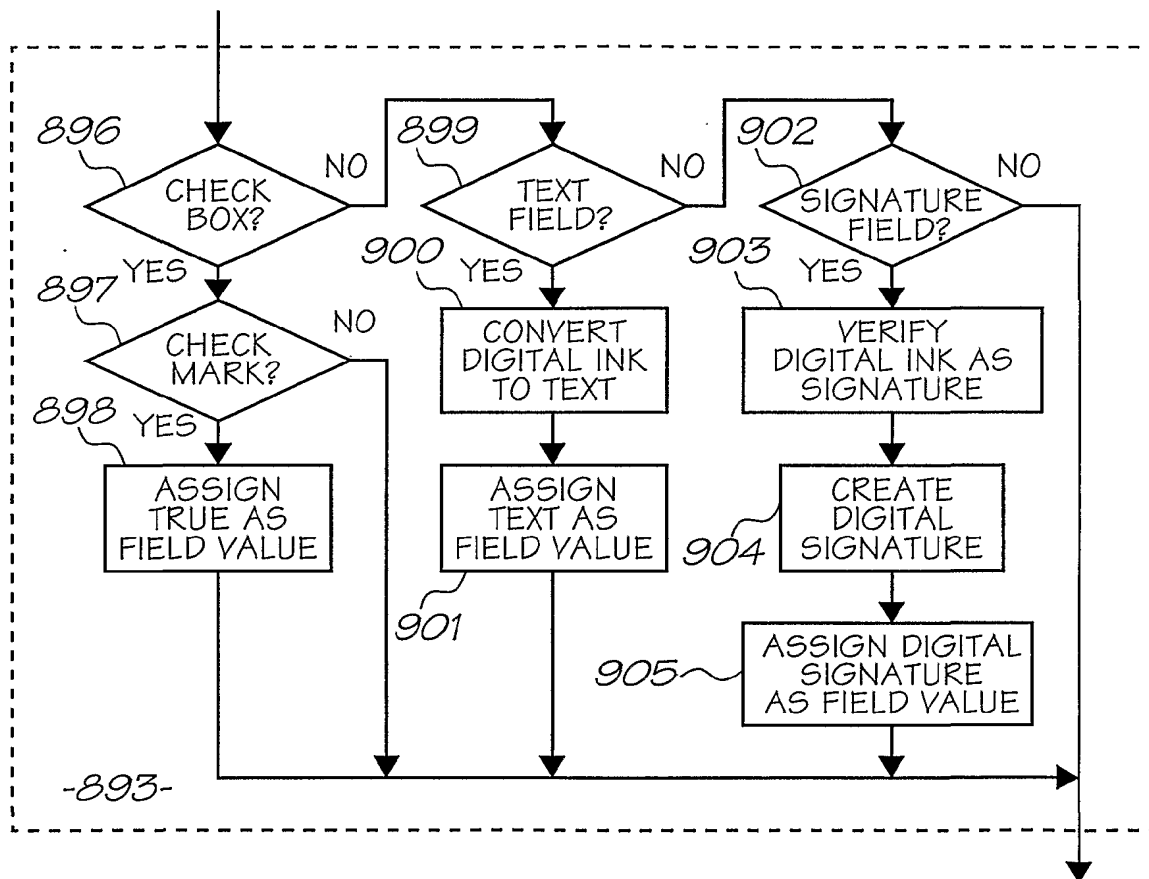 896
CHECK
BOX?
NO
YES
897
CHECK
MARK?
NO
YES
898
ASSIGN
TRUE AS
FIELD VALUE
899
TEXT
FIELD?
NO
YES
900
CONVERT
DIGITAL INK
TO TEXT
ASSIGN
TEXT AS
FIELD VALUE
901
902
SIGNATURE
FIELD?
NO
YES
903
VERIFY
DIGITAL INK AS
SIGNATURE
CREATE
DIGITAL
SIGNATURE
904
ASSIGN DIGITAL
SIGNATURE
AS FIELD VALUE
905
-893-